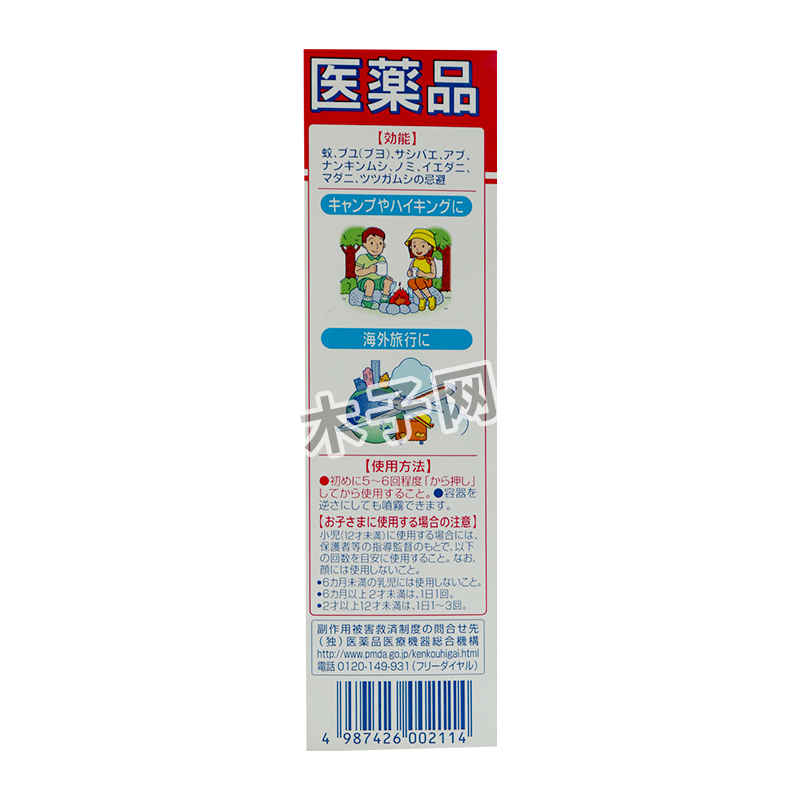 医薬品
【効能】
蚊、ブユ(ブヨ)、サシバエ、アブ、
ナンキンムシ、ノミ、イエダニ、
マダニ、ツツガムシの忌避
キャンプやハイキングに
海外旅行に
木子网
【使用方法】
●初めに5〜6回程度「から押し」
してから使用すること。●容器を
逆さにしても噴霧できます。
【お子さまに使用する場合の注意】
小児(12才未満)に使用する場合には、
保護者等の指導監督のもとで、以下
の回数を目安に使用すること。なお、
顔には使用しないこと。
•6カ月未満の乳児には使用しないこと。
•6カ月以上2才未満は、1日1回。
•2才以上12才未満は、1日1〜3回。
副作用被害救済制度の問合せ先
(独)医薬品医療機器総合機構
http://www.pmda.go.jp/kenkouhigai.html
電話 0120-149-931(フリーダイヤル)
4 987426 002114